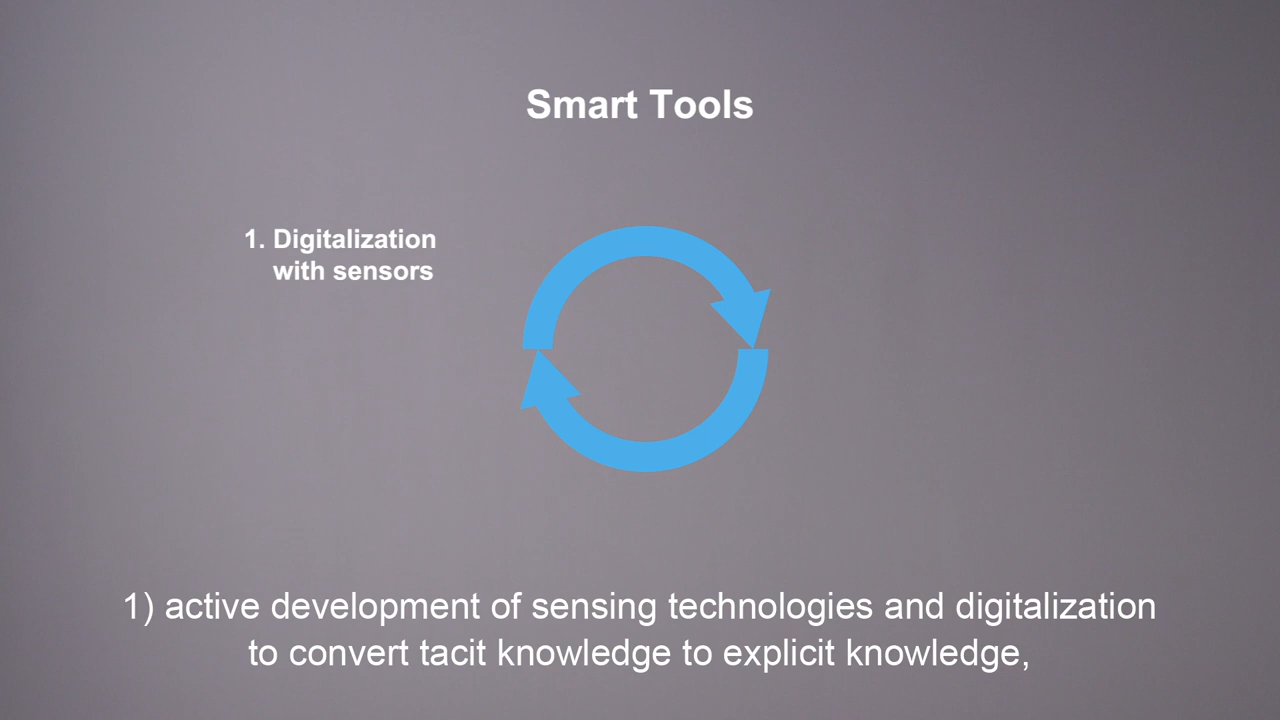 Smart Tools
1. Digitalization
with sensors
1) active development of sensing technologies and digitalization
to convert tacit knowledge to explicit knowledge,